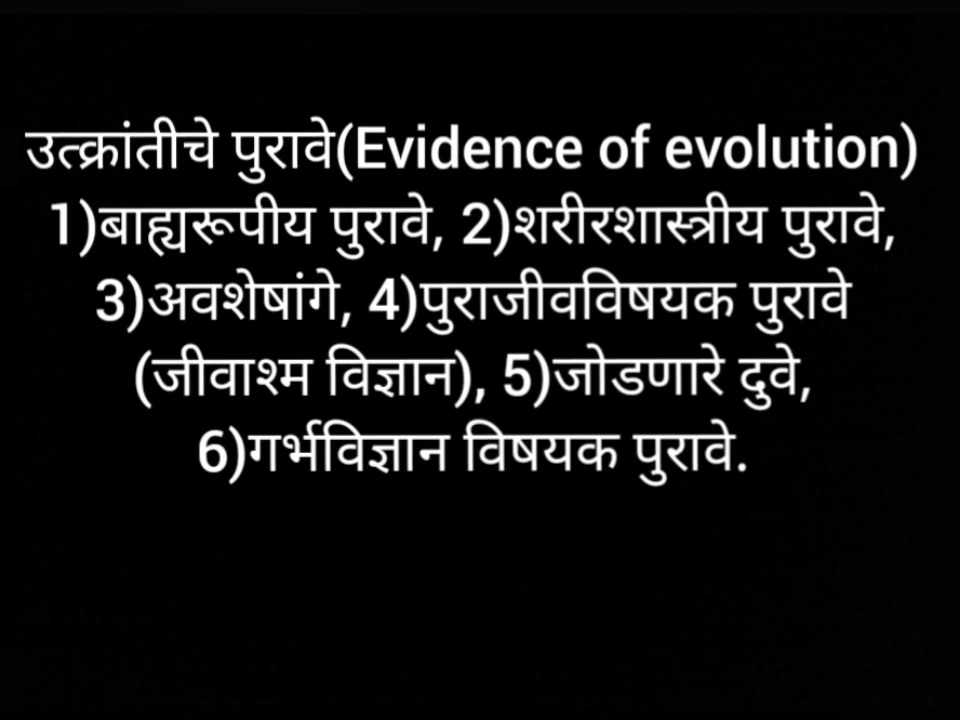 उत्क्रांतीचे पुरावे(Evidence of evolution)
1)बाह्यरूपीय पुरावे, 2)शरीरशास्त्रीय पुरावे,
3)अवशेषांगे, 4)पुराजीवविषयक पुरावे
(जीवाश्म विज्ञान), 5)जोडणारे दुवे,
6)गर्भविज्ञान विषयक पुरावे.